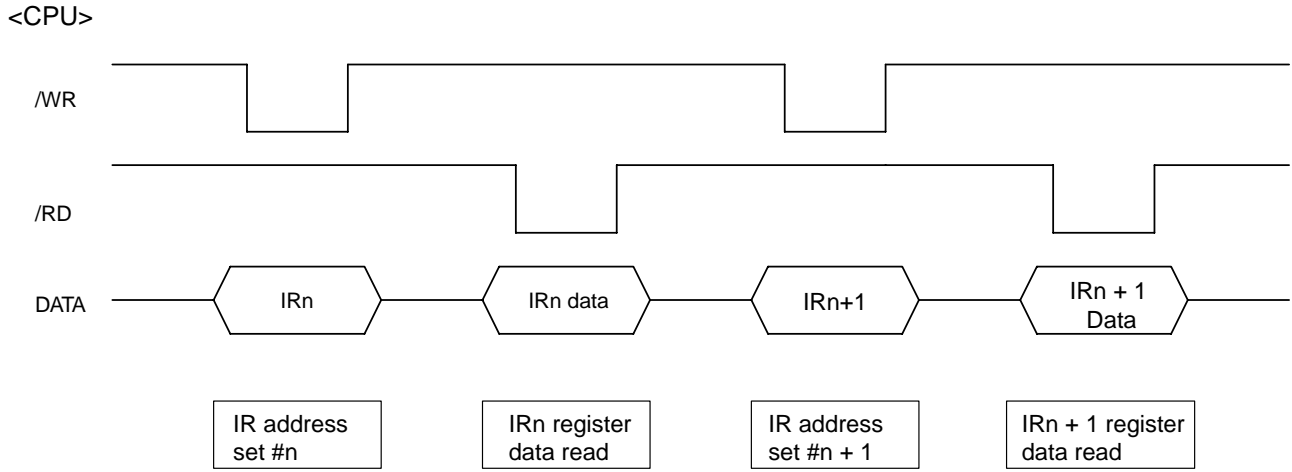 <CPU>
/WR
/RD
DATA
IRn
IRn data
IRn+1
IRn + 1
Data
IR address
set #n
IRn register
data read
IR address
set #n + 1
IRn + 1 register
data read